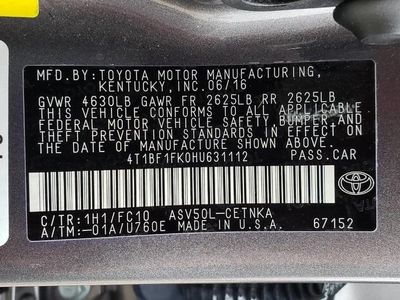 MFD.BY:TOYOTA MOTOR MANUFACTURING,
KENTUCKY,INC.06/16
GVWR 4630LB GAWR FR 2625LB RR 2625LB
THIS VEHICLE CONFORMS TO ALL APPLICABLE
FEDERAL MOTOR VEHICLE SAFETY, BUMPER, AND
THEFT PREVENTION STANDARDS IN EFFECT ON
THE DATE OF MANUFACTURE SHOWN ABOVE.
4T1BF1FK0HU631112 PASS.CAR
TOYOTA
C/TR:1H1/FC10 ASV50L-CETNKA
A/TM:-01A/U760E MADE IN U.S.A. 67152